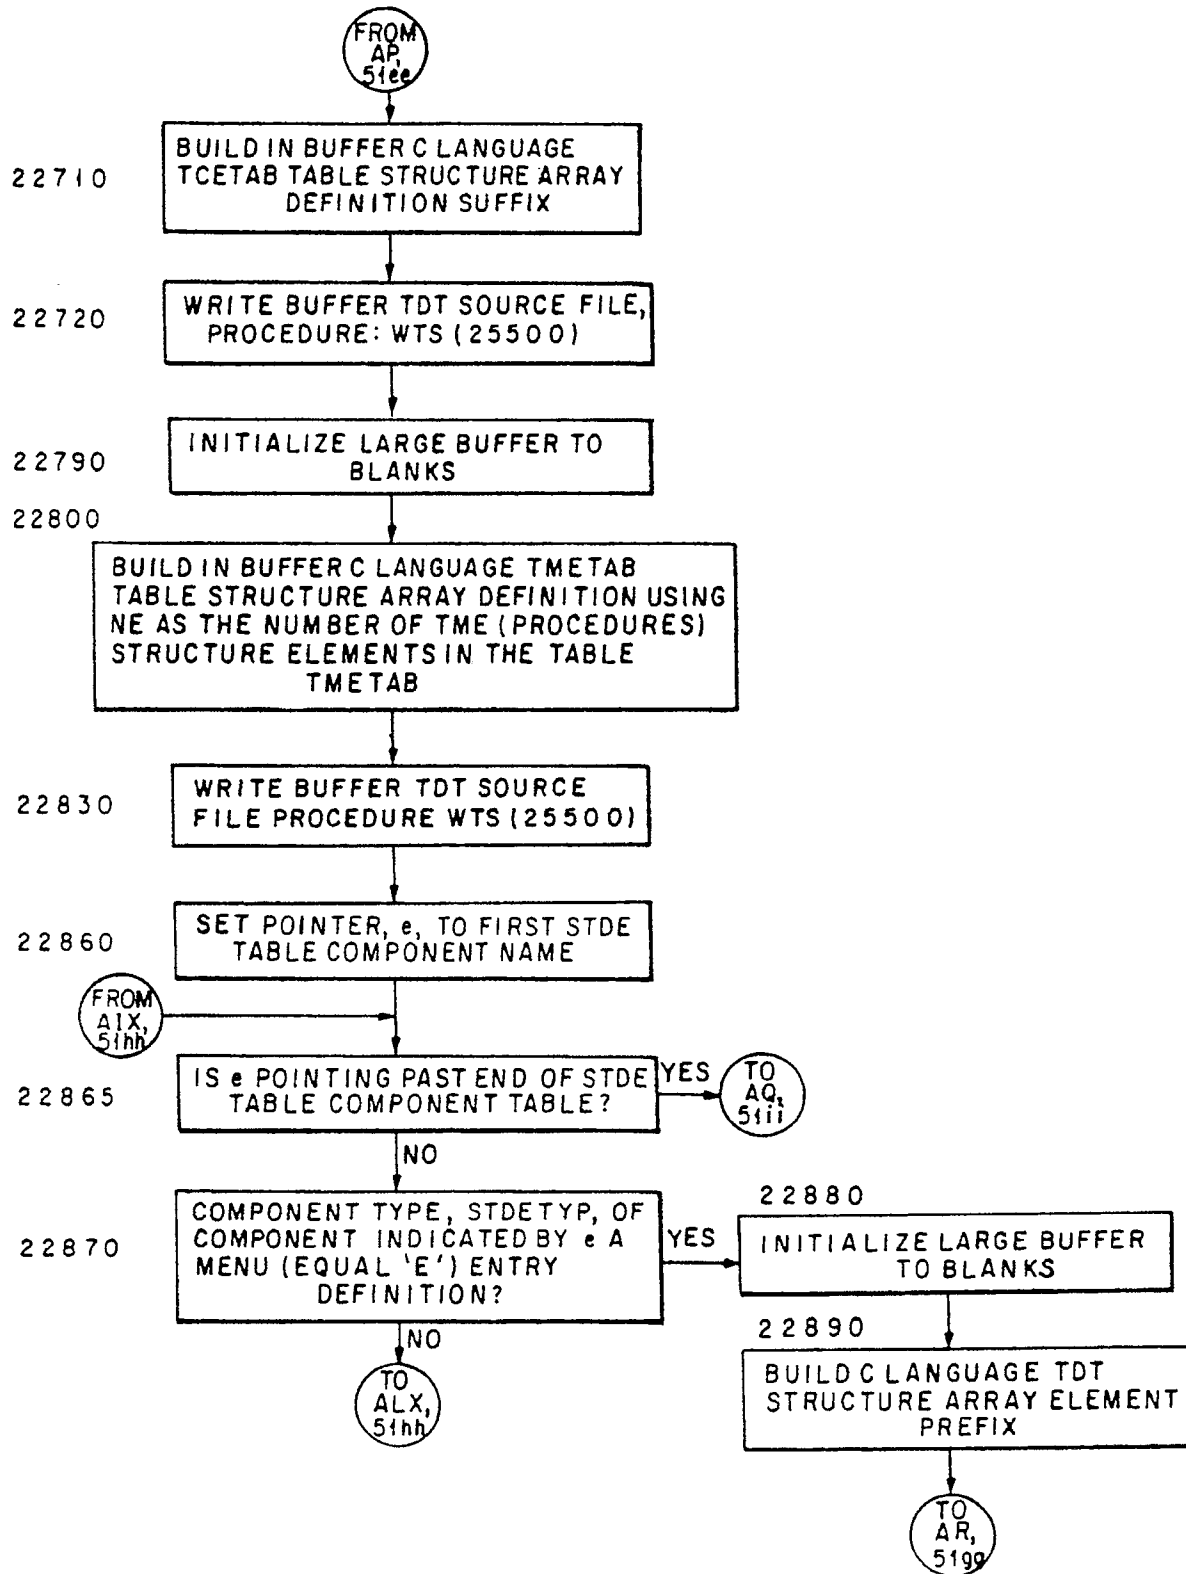 FROM
AP,
51ee
22710
BUILD IN BUFFER C LANGUAGE
TCETAB TABLE STRUCTURE ARRAY
DEFINITION SUFFIX
22720
WRITE BUFFER TDT SOURCE FILE,
PROCEDURE: WTS (25500)
22790
INITIALIZE LARGE BUFFER TO
BLANKS
22800
BUILD IN BUFFER C LANGUAGE TMETAB
TABLE STRUCTURE ARRAY DEFINITION USING
NE AS THE NUMBER OF TME (PROCEDURES)
STRUCTURE ELEMENTS IN THE TABLE
TMETAB
22830
WRITE BUFFER TDT SOURCE
FILE PROCEDURE WTS (25500)
22860
SET POINTER, e, TO FIRST STDE
TABLE COMPONENT NAME
FROM
AIX,
51hh
22865
IS e POINTING PAST END OF STDE
TABLE COMPONENT TABLE?
YES
TO
AQ,
51ii
NO
22870
COMPONENT TYPE, STDETYP, OF
COMPONENT INDICATED BY e A
MENU (EQUAL 'E') ENTRY
DEFINITION?
YES
22880
INITIALIZE LARGE BUFFER
TO BLANKS
NO
22890
BUILD C LANGUAGE TDT
STRUCTURE ARRAY ELEMENT
PREFIX
TO
ALX,
51hh
TO
AR,
51gg